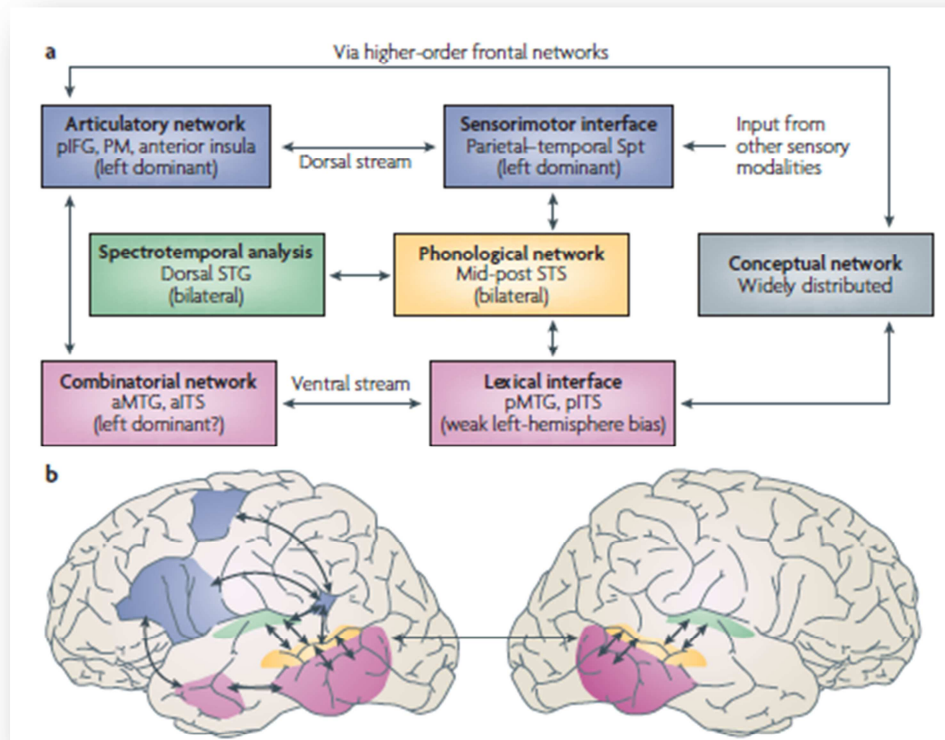 a
Via higher-order frontal networks
Articulatory network
pIFG, PM, anterior insula
(left dominant)
Dorsal stream
Sensorimotor interface
Parietal–temporal Spt
(left dominant)
Input from
other sensory
modalities
Spectrotemporal analysis
Dorsal STG
(bilateral)
Phonological network
Mid-post STS
(bilateral)
Conceptual network
Widely distributed
Combinatorial network
aMTG, aITS
(left dominant?)
Ventral stream
Lexical interface
pMTG, pITS
(weak left-hemisphere bias)
b